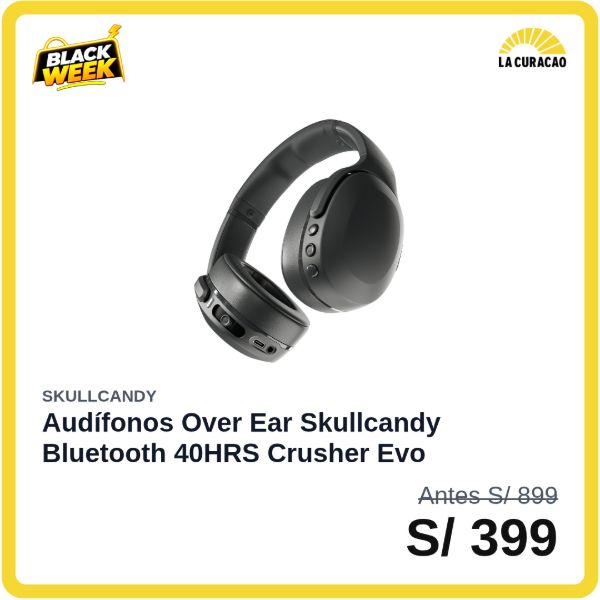 BLACK
WEEK
LA CURACAO
SKULLCANDY
Audífonos Over Ear Skullcandy
Bluetooth 40HRS Crusher Evo
Antes S/ 899
S/ 399